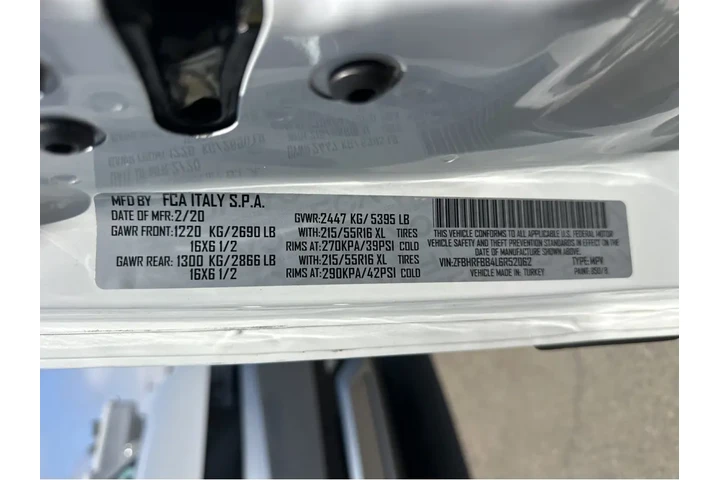 MFD BY FCA ITALY S.P.A.
DATE OF MFR: 2/20 GVWR: 2447 KG/5395 LB
GAWR FRONT: 1220 KG/2690 LB WITH: 215/55R16 XL TIRES
16X6 1/2 RIMS AT: 270KPA/39PSI COLD
GAWR REAR: 1300 KG/2866 LB WITH: 215/55R16 XL TIRES
16X6 1/2 RIMS AT: 290KPA/42PSI COLD
THIS VEHICLE CONFORMS TO ALL APPLICABLE U.S. FEDERAL MOTOR
VEHICLE SAFETY, AND THEFT PREVENTION STANDARDS IN EFFECT ON THE
DATE OF MANUFACTURE SHOWN ABOVE.
VIN: ZFBHRFBB4L6R52062 TYPE: MPV
MADE IN: TURKEY